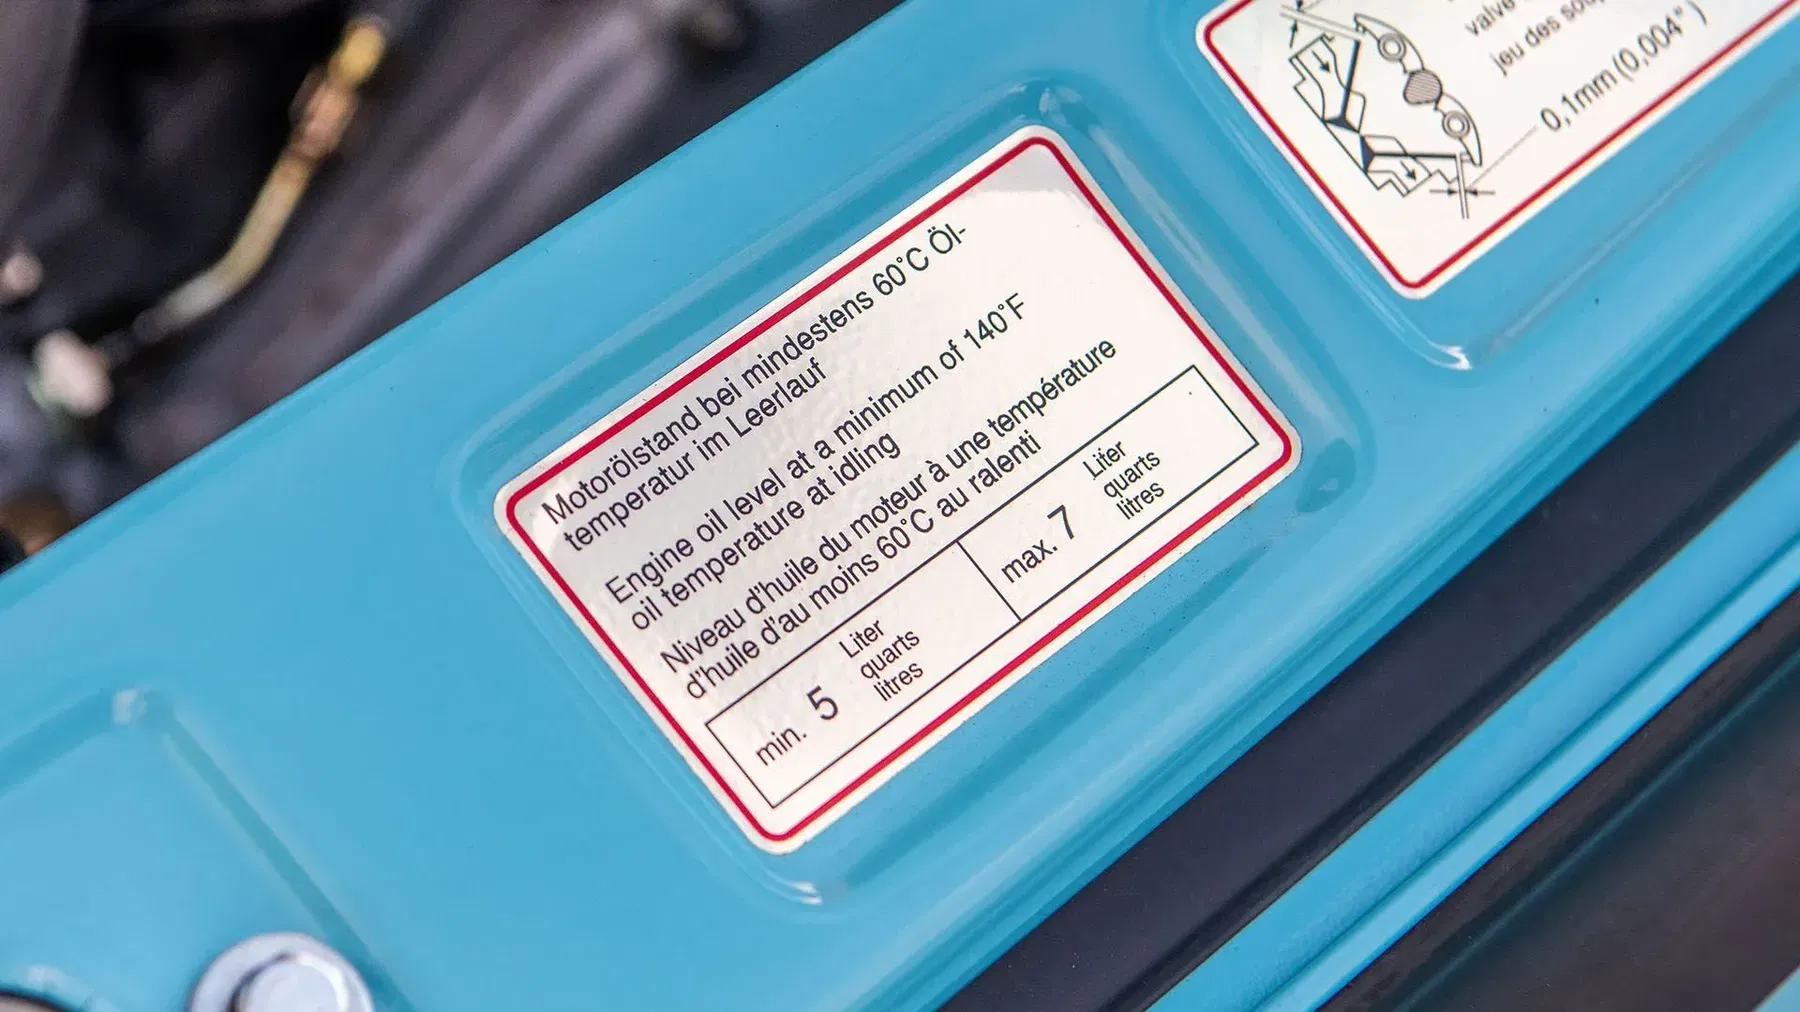 Motorölstand bei mindestens 60°C Öl-
temperatur im Leerlauf
Engine oil level at a minimum of 140°F
oil temperature at idling
Niveau d'huile du moteur à une température
d'huile d'au moins 60°C au ralenti
min. 5 Liter
quarts
litres
max. 7 Liter
quarts
litres
valve
jeu des
0,1mm (0,004")